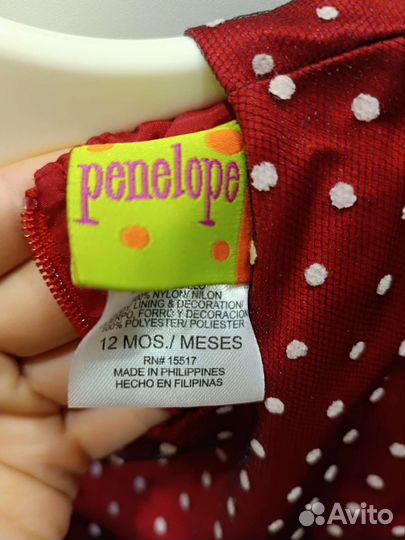 penelope
100% NYLON/ NILON
LINING & DECORATION/
FORRO Y DECORACION
100% POLYESTER/ POLIESTER
12 MOS./ MESES
RN# 15517
MADE IN PHILIPPINES
HECHO EN FILIPINAS
Avito